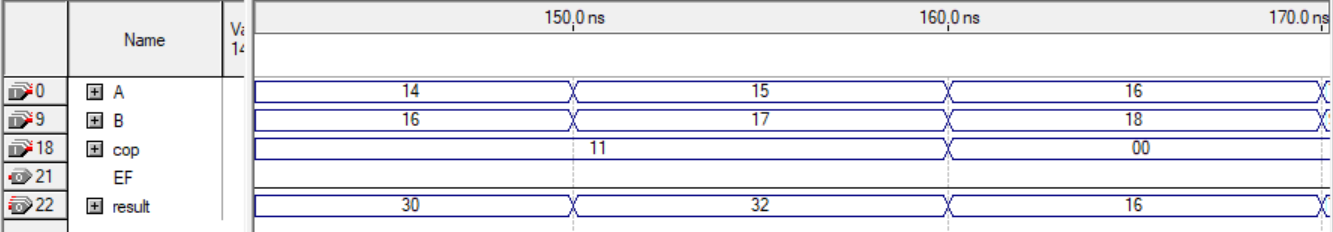 Name
Va
14
150.0 ns
160.0 ns
170.0 ns
0
A
14
15
16
9
B
16
17
18
18
cop
11
00
21
EF
22
result
30
32
16